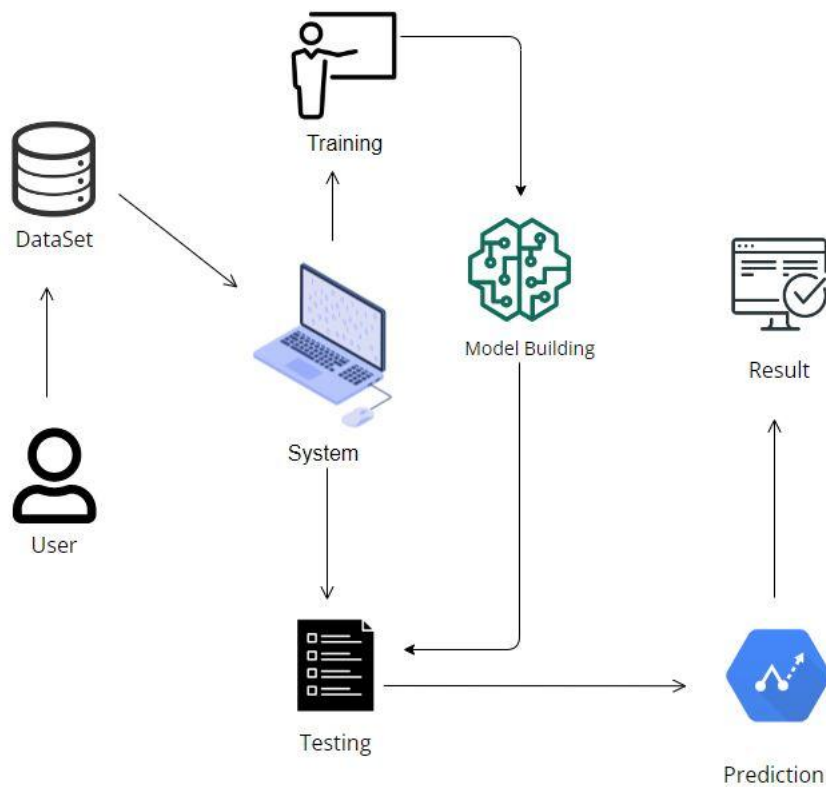 Training
DataSet
Model Building
Result
System
User
Testing
Prediction